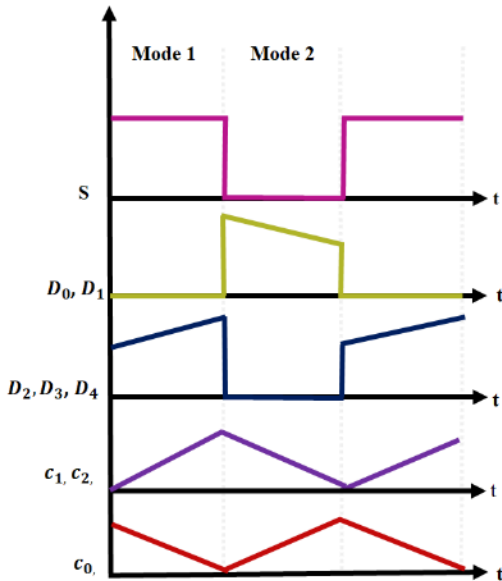 Mode 1 Mode 2
S t
D₀, D₁ t
D₂, D₃, D₄ t
c₁, c₂, t
c₀, t